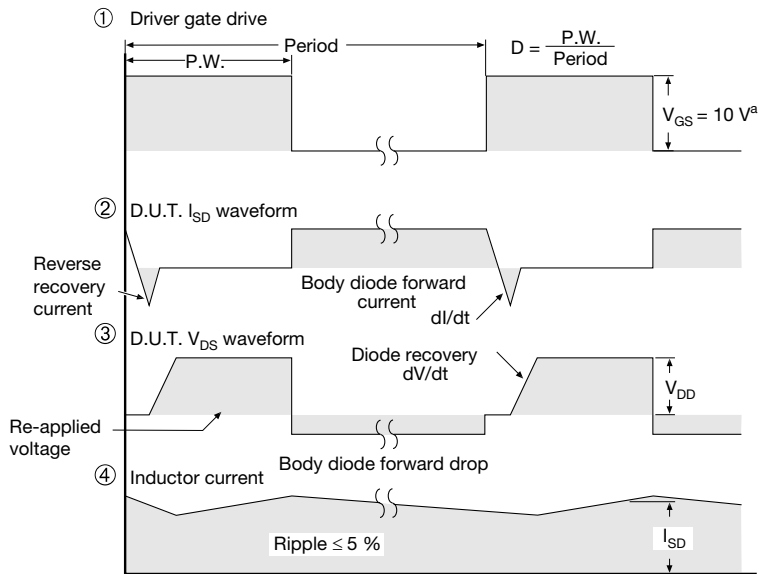 ① Driver gate drive
Period
P.W.
D = P.W. / Period
V_GS = 10 V^a
② D.U.T. I_SD waveform
Reverse
recovery
current
Body diode forward
current
dI/dt
③ D.U.T. V_DS waveform
Diode recovery
dV/dt
V_DD
Re-applied
voltage
Body diode forward drop
④ Inductor current
Ripple ≤ 5 %
I_SD